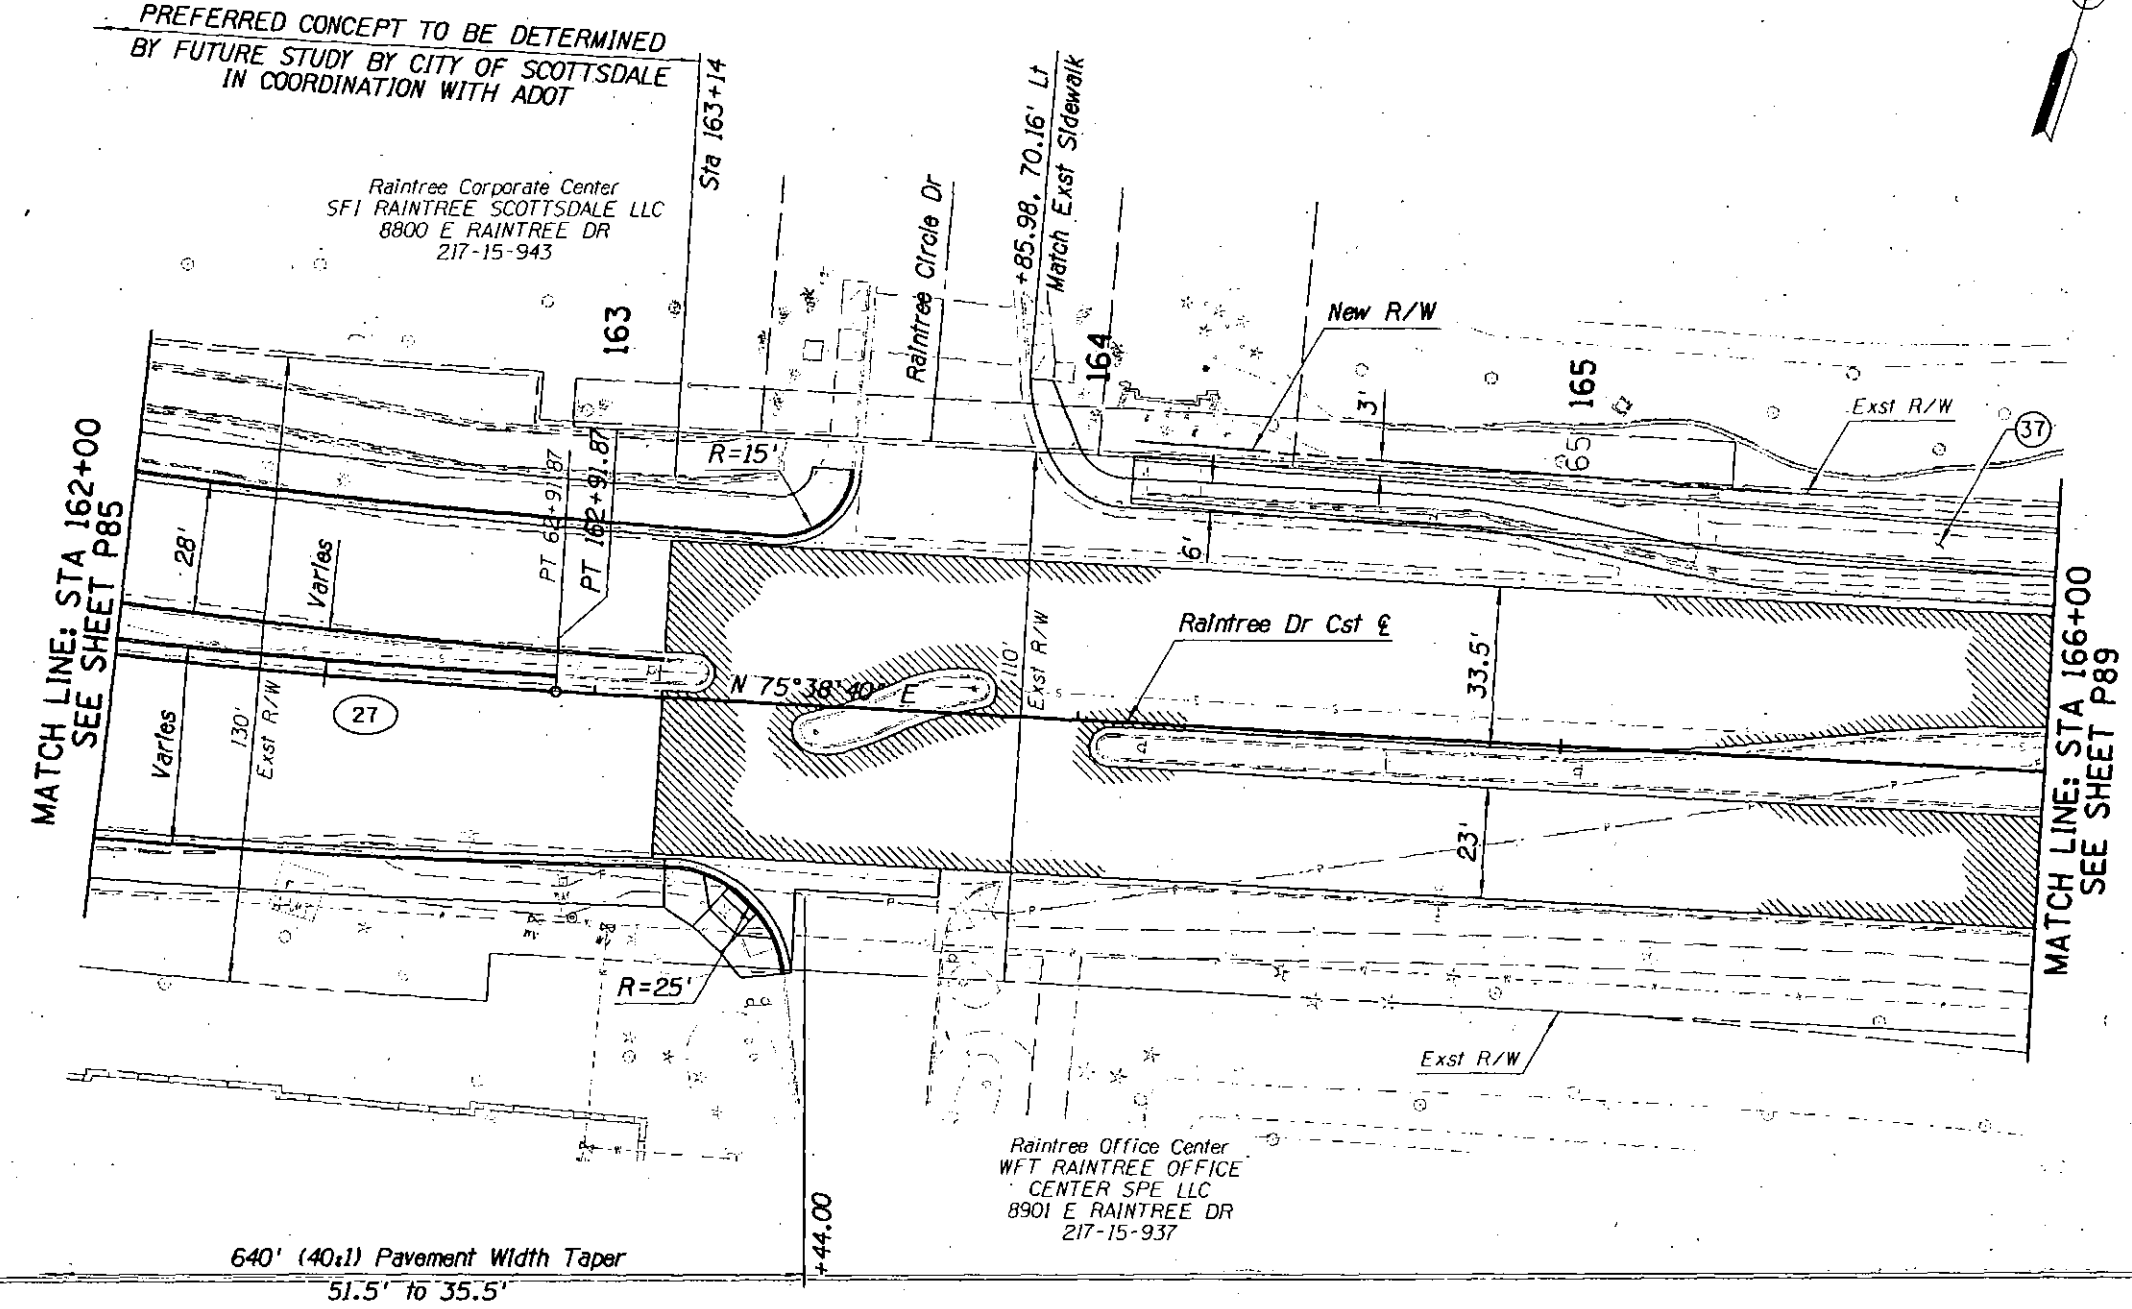 PREFERRED CONCEPT TO BE DETERMINED
BY FUTURE STUDY BY CITY OF SCOTTSDALE
IN COORDINATION WITH ADOT
Sta 163+14
+85.98, 70.16' Lt
Match Exst Sidewalk
Raintree Corporate Center
SFI RAINTREE SCOTTSDALE LLC
8800 E RAINTREE DR
217-15-943
Raintree Circle Dr
163
164
165
New R/W
3'
65
Exst R/W
37
R=15'
MATCH LINE: STA 162+00
SEE SHEET P85
28'
Varies
PT 62+91.87
PT 162+91.87
6'
Raintree Dr Cst ℄
110'
Exst R/W
33.5'
N 75°38'40" E
27
Varies
130'
Exst R/W
23'
MATCH LINE: STA 166+00
SEE SHEET P89
R=25'
Exst R/W
Raintree Office Center
WFT RAINTREE OFFICE
CENTER SPE LLC
8901 E RAINTREE DR
217-15-937
+44.00
640' (40:1) Pavement Width Taper
51.5' to 35.5'